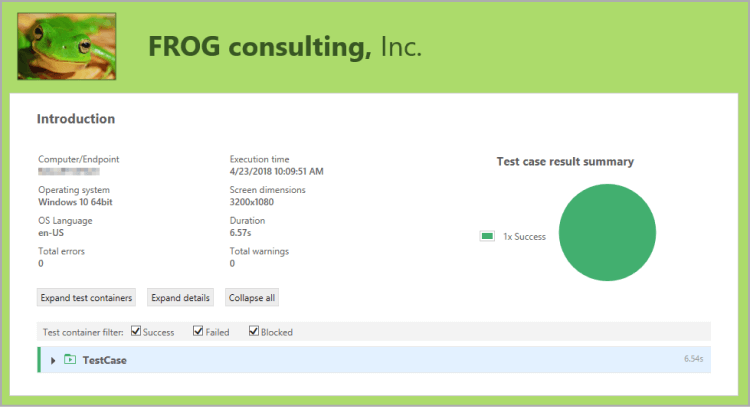 FROG consulting, Inc.
Introduction
Computer/Endpoint
Execution time
4/23/2018 10:09:51 AM
Operating system
Windows 10 64bit
Screen dimensions
3200x1080
OS Language
en-US
Duration
6.57s
Total errors
0
Total warnings
0
Test case result summary
1x Success
Expand test containers Expand details Collapse all
Test container filter: Success Failed Blocked
TestCase 6.54s